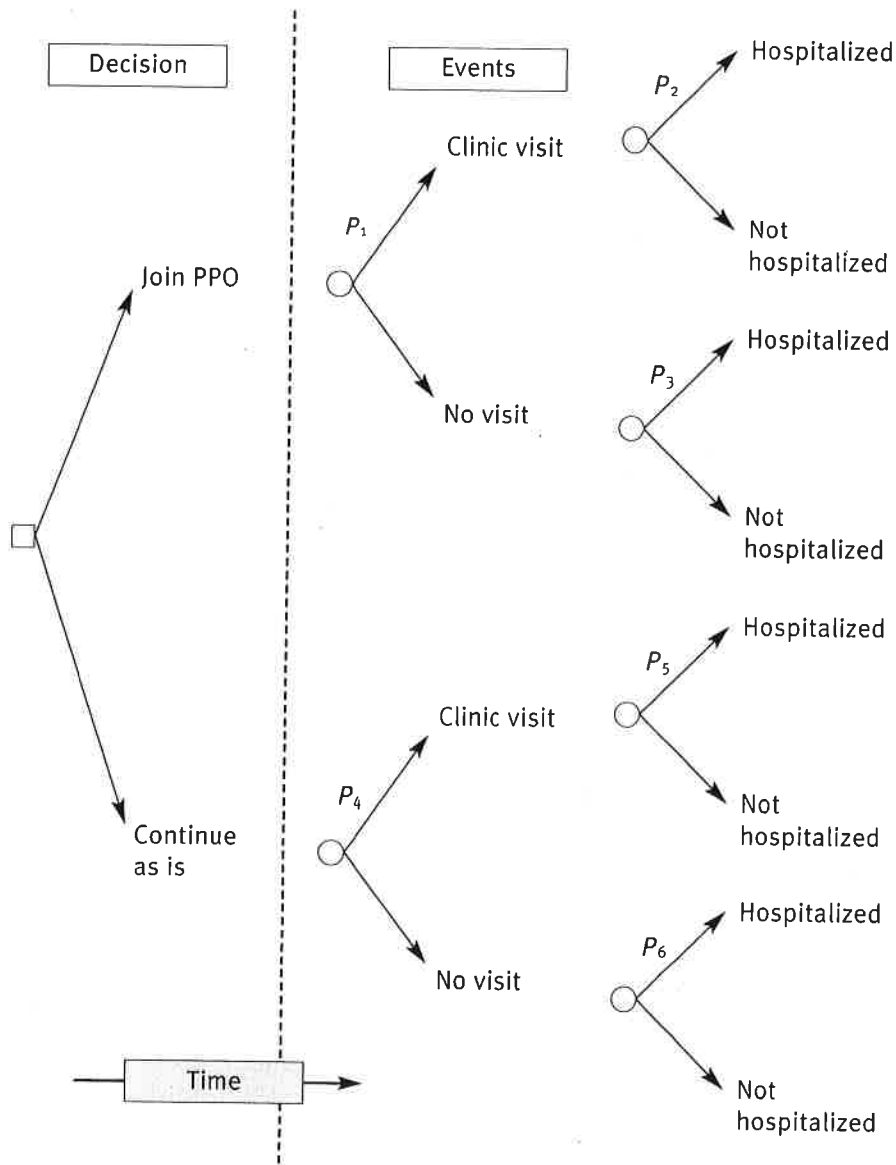 Decision
Events
Hospitalized
P₂
Clinic visit
Not
hospitalized
P₁
Join PPO
Hospitalized
P₃
No visit
Not
hospitalized
Hospitalized
P₅
Clinic visit
P₄
Not
hospitalized
Continue
as is
Hospitalized
P₆
No visit
Time
Not
hospitalized